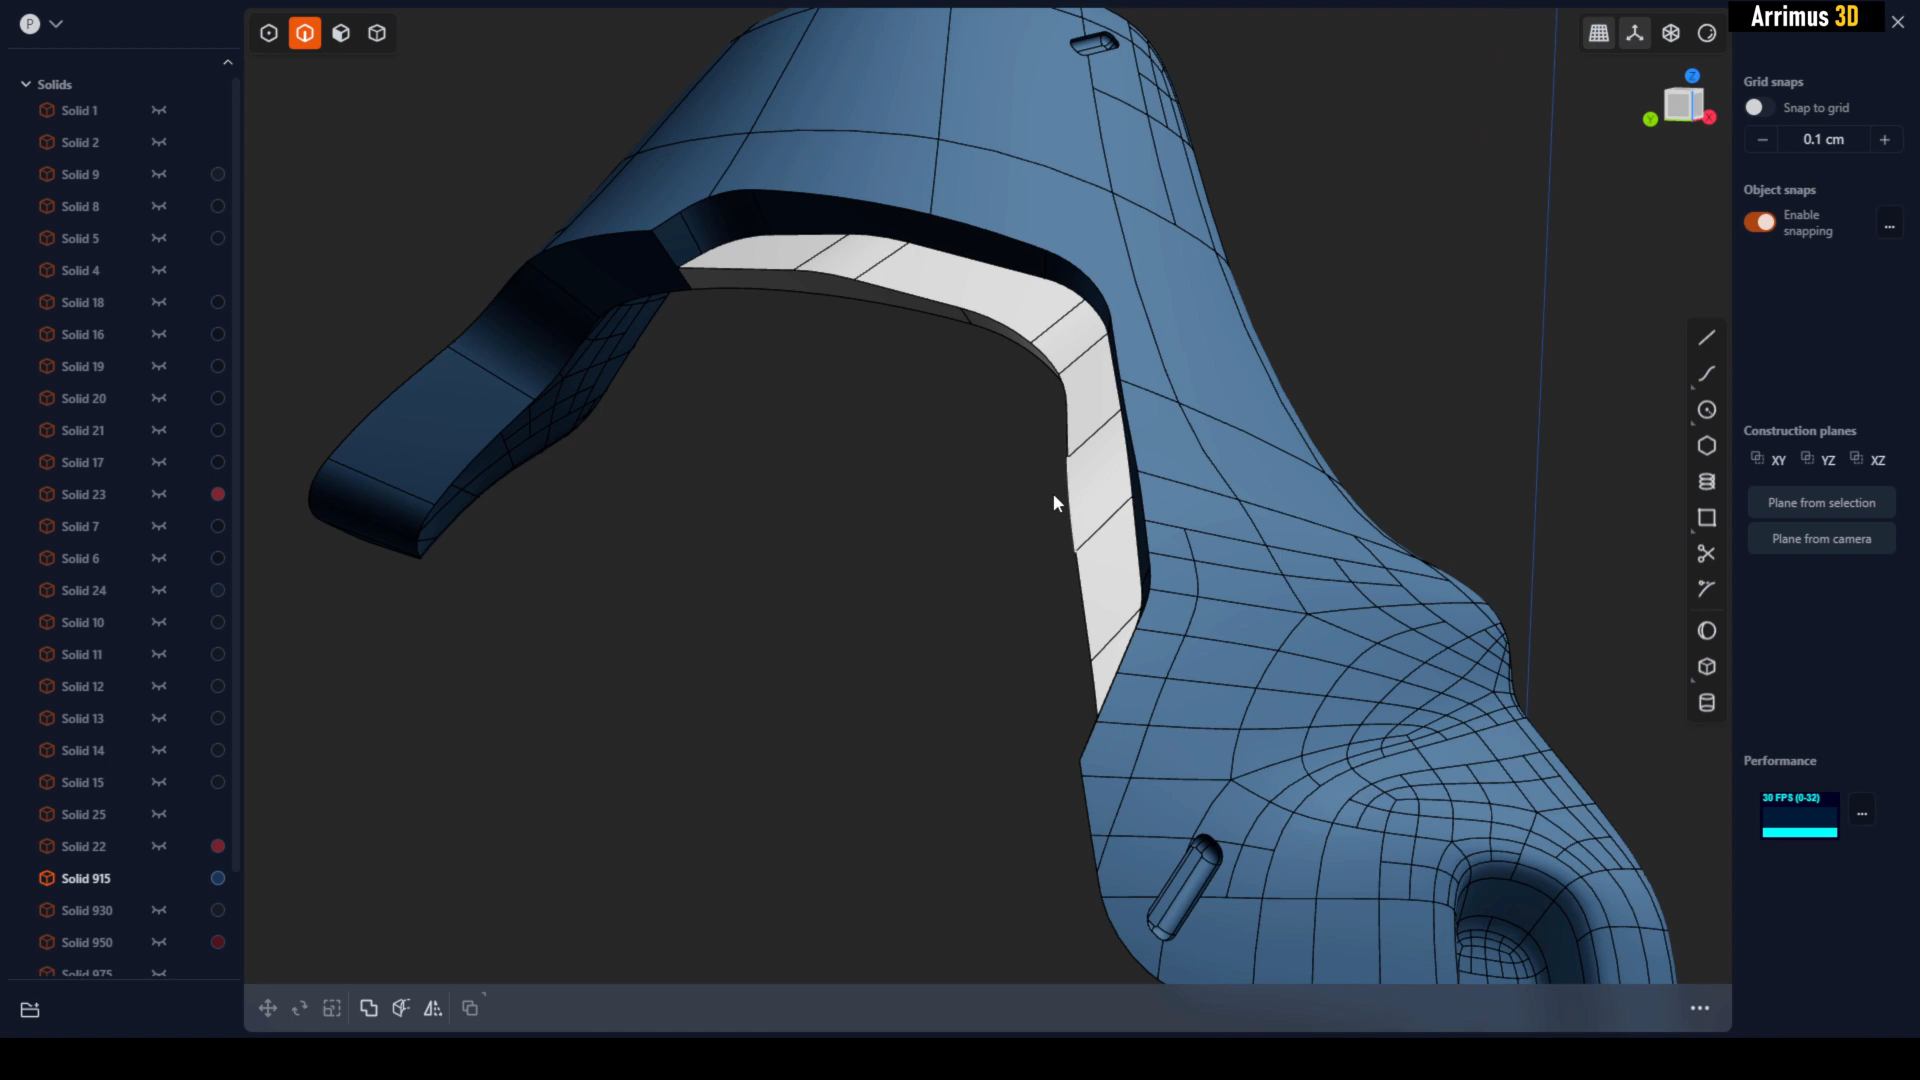 P
Arrimus 3D
Solids
Solid 1
Solid 2
Solid 9
Solid 8
Solid 5
Solid 4
Solid 18
Solid 16
Solid 19
Solid 20
Solid 21
Solid 17
Solid 23
Solid 7
Solid 6
Solid 24
Solid 10
Solid 11
Solid 12
Solid 13
Solid 14
Solid 15
Solid 25
Solid 22
Solid 915
Solid 930
Solid 950
Solid 975
Z
Y
X
Grid snaps
Snap to grid
0.1 cm
Object snaps
Enable
snapping
...
Construction planes
XY YZ XZ
Plane from selection
Plane from camera
Performance
30 FPS (0-32)
...